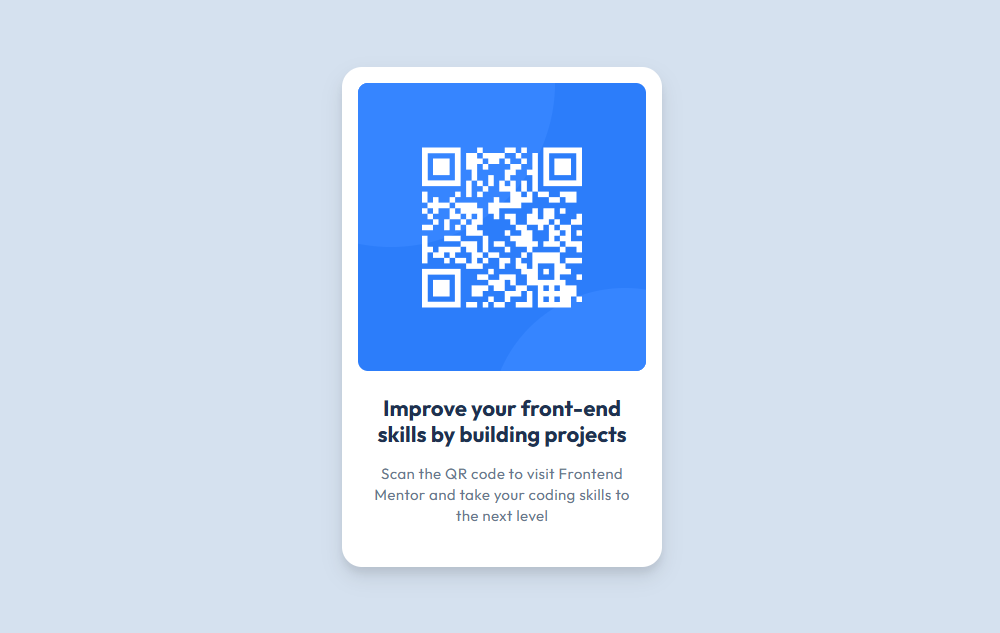 Improve your front-end
skills by building projects
Scan the QR code to visit Frontend
Mentor and take your coding skills to
the next level